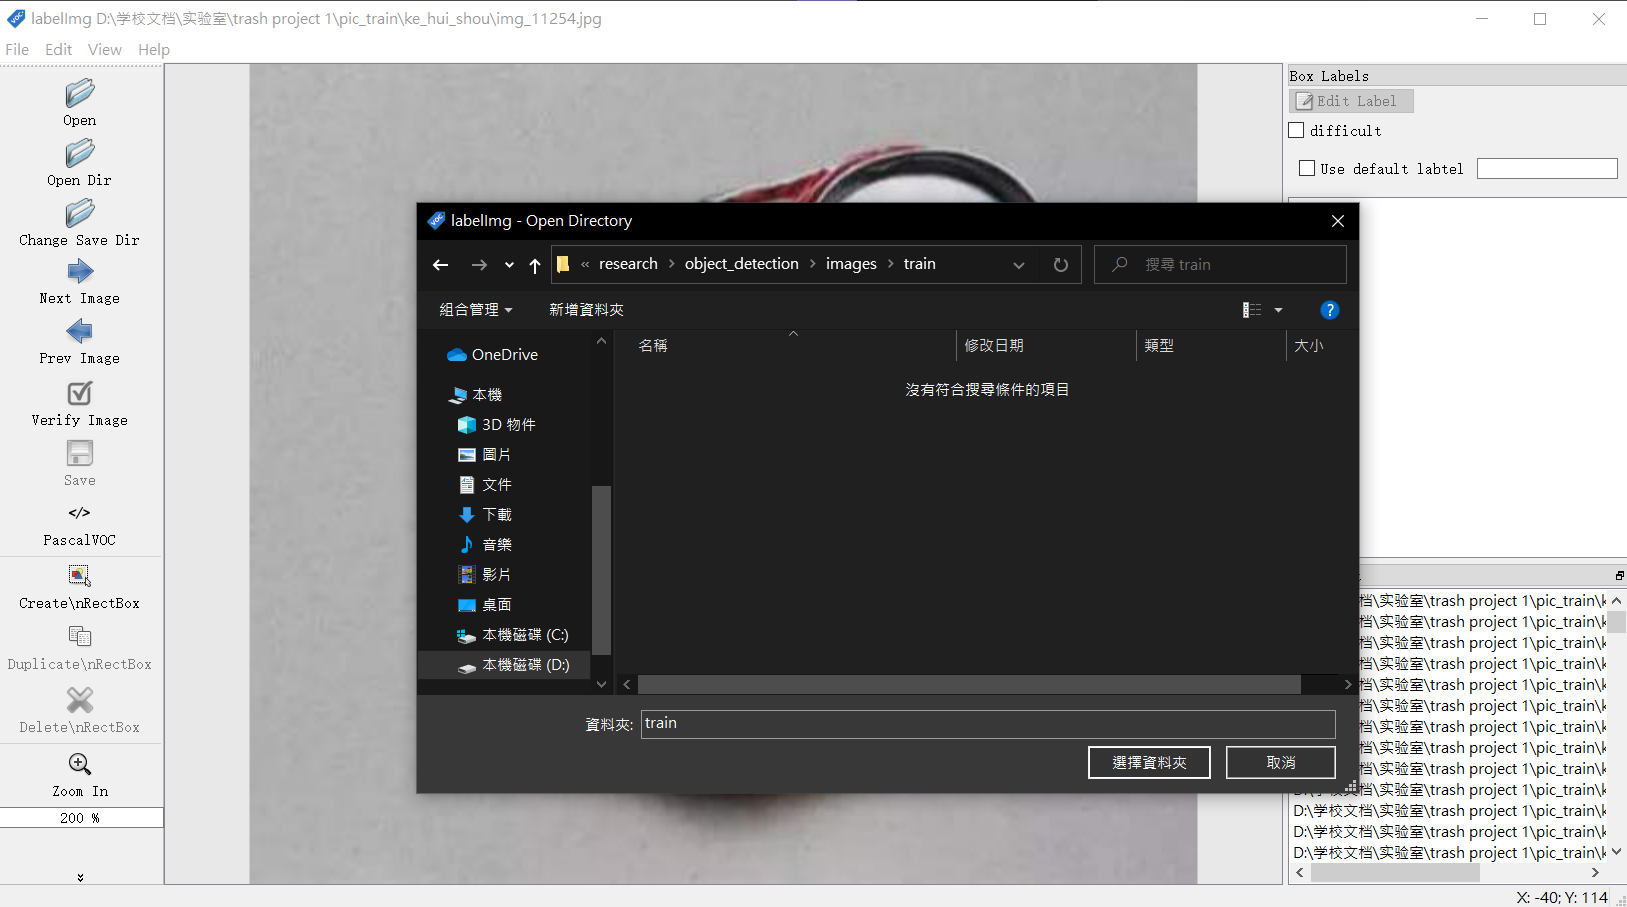 labelImg D:\学校文档\实验室\trash project 1\pic_train\ke_hui_shou\img_11254.jpg
File Edit View Help
Open
Open Dir
Change Save Dir
Next Image
Prev Image
Verify Image
Save
</>
PascalVOC
Create\nRectBox
Duplicate\nRectBox
Delete\nRectBox
Zoom In
200 %
labelImg - Open Directory
« research > object_detection > images > train
搜尋 train
組合管理
新增資料夾
OneDrive
本機
3D 物件
圖片
文件
下載
音樂
影片
桌面
本機磁碟 (C:)
本機磁碟 (D:)
名稱 修改日期 類型 大小
沒有符合搜尋條件的項目
資料夾: train
選擇資料夾 取消
Box Labels
Edit Label
difficult
Use default labtel
档\实验室\trash project 1\pic_train\k
档\实验室\trash project 1\pic_train\k
档\实验室\trash project 1\pic_train\k
档\实验室\trash project 1\pic_train\k
档\实验室\trash project 1\pic_train\k
档\实验室\trash project 1\pic_train\k
档\实验室\trash project 1\pic_train\k
档\实验室\trash project 1\pic_train\k
档\实验室\trash project 1\pic_train\k
D:\学校文档\实验室\trash project 1\pic_train\k
D:\学校文档\实验室\trash project 1\pic_train\k
D:\学校文档\实验室\trash project 1\pic_train\k
D:\学校文档\实验室\trash project 1\pic_train\k
X: -40; Y: 114